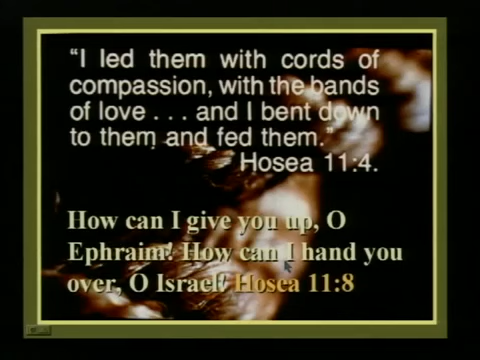 “I led them with cords of
compassion, with the bands
of love . . . and I bent down
to them and fed them.”
Hosea 11:4.
How can I give you up, O
Ephraim! How can I hand you
over, O Israel! Hosea 11:8